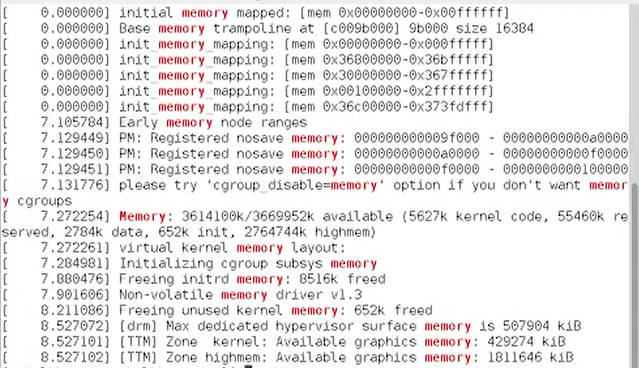 [    0.000000] initial memory mapped: [mem 0x00000000-0x00ffffff]
[    0.000000] Base memory trampoline at [c009b000] 9b000 size 16384
[    0.000000] init_memory_mapping: [mem 0x00000000-0x000fffff]
[    0.000000] init_memory_mapping: [mem 0x36800000-0x36bfffff]
[    0.000000] init_memory_mapping: [mem 0x30000000-0x367fffff]
[    0.000000] init_memory_mapping: [mem 0x00100000-0x2fffffff]
[    0.000000] init_memory_mapping: [mem 0x36c00000-0x373fdfff]
[    7.105784] Early memory node ranges
[    7.129449] PM: Registered nosave memory: 000000000009f000 - 00000000000a0000
[    7.129450] PM: Registered nosave memory: 00000000000a0000 - 00000000000f0000
[    7.129451] PM: Registered nosave memory: 00000000000f0000 - 0000000000100000
[    7.131776] please try 'cgroup_disable=memory' option if you don't want memor
y cgroups
[    7.272254] Memory: 3614100k/3669952k available (5627k kernel code, 55460k re
served, 2784k data, 652k init, 2764744k highmem)
[    7.272261] virtual kernel memory layout:
[    7.284981] Initializing cgroup subsys memory
[    7.880476] Freeing initrd memory: 8516k freed
[    7.901606] Non-volatile memory driver v1.3
[    8.211086] Freeing unused kernel memory: 652k freed
[    8.527072] [drm] Max dedicated hypervisor surface memory is 507904 kiB
[    8.527101] [TTM] Zone  kernel: Available graphics memory: 429274 kiB
[    8.527102] [TTM] Zone highmem: Available graphics memory: 1811646 kiB